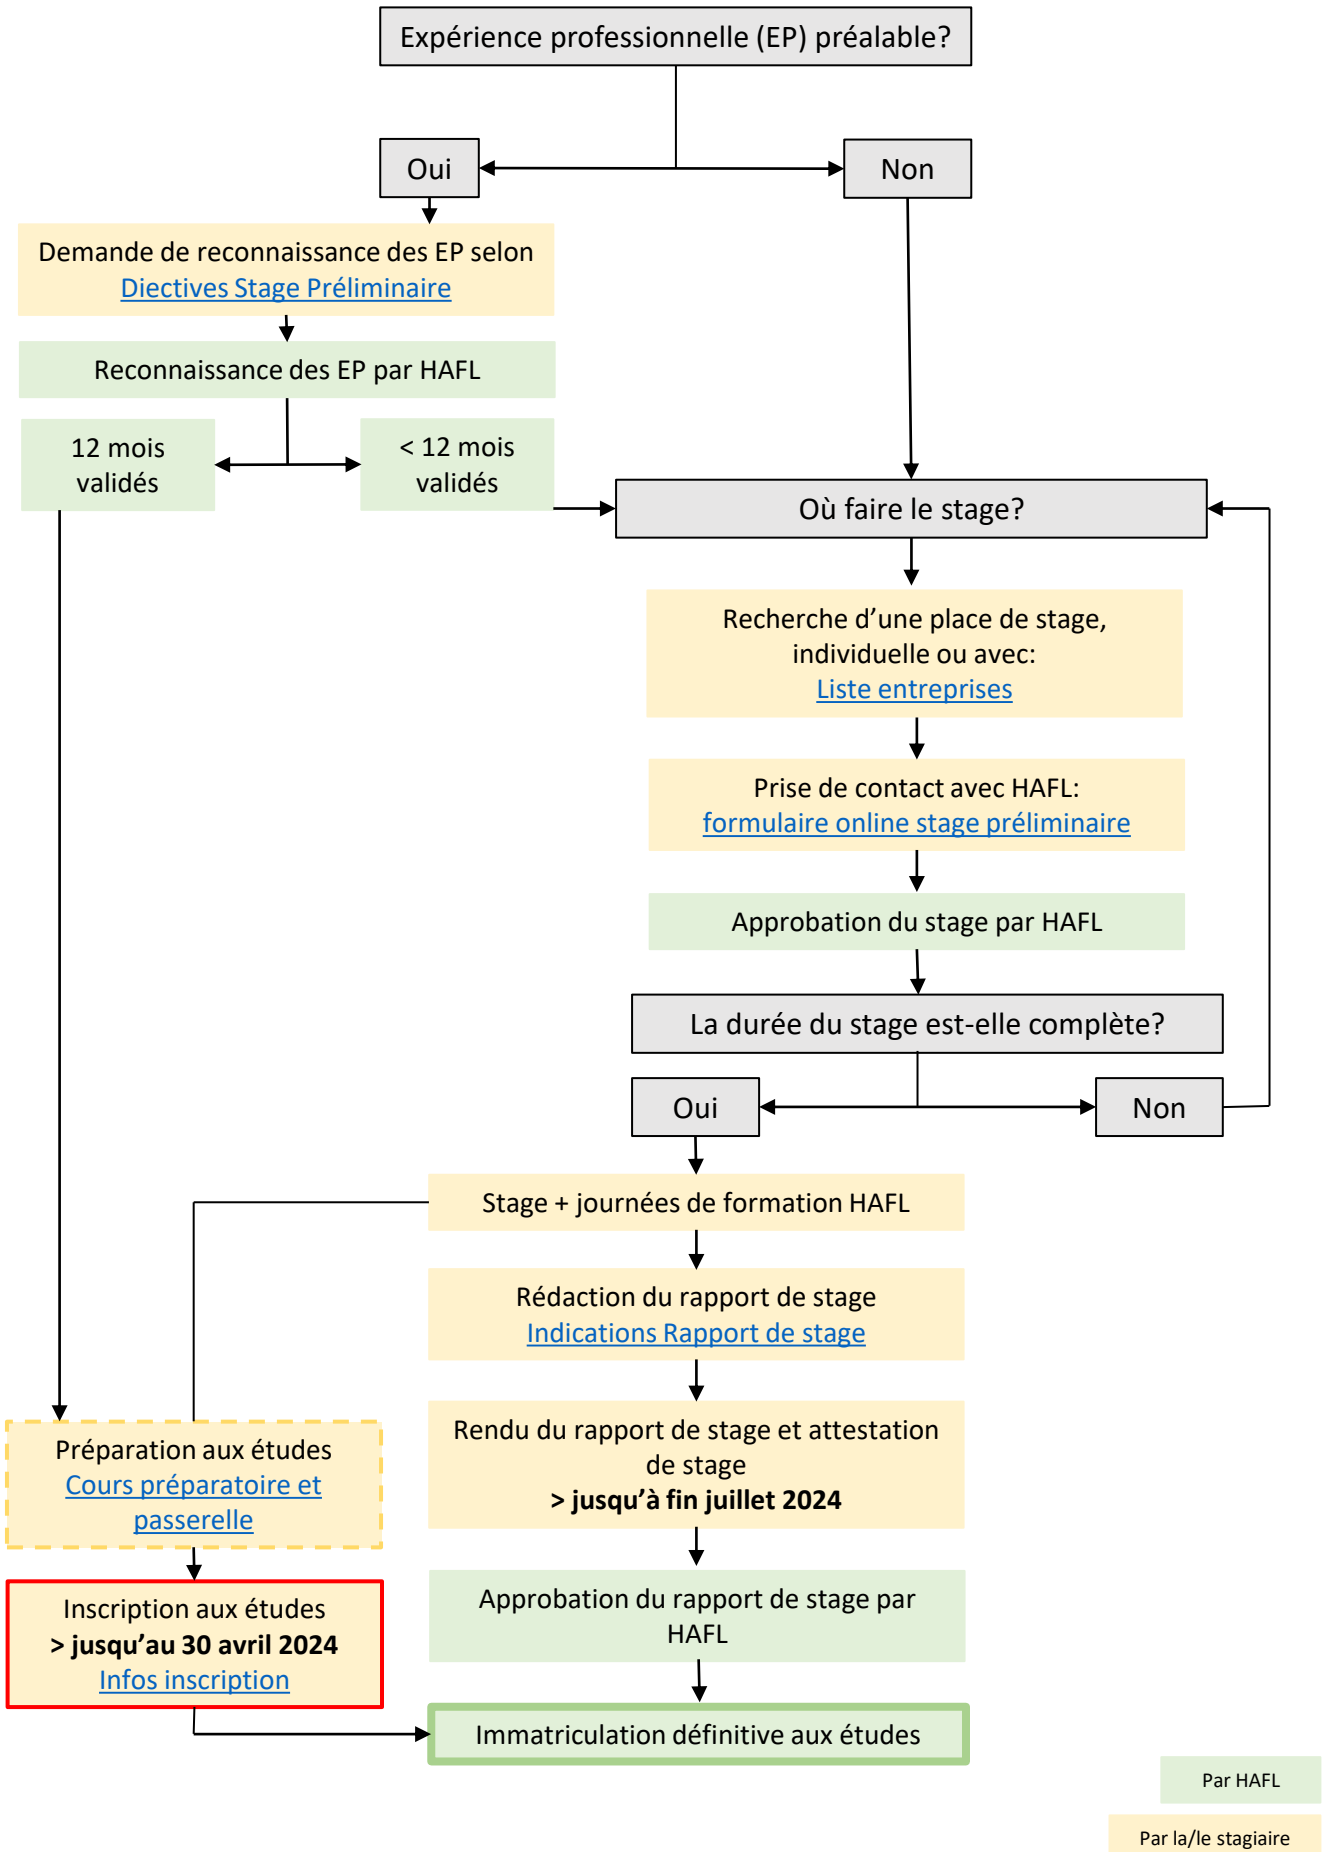 Expérience professionnelle (EP) préalable?
Oui
Non
Demande de reconnaissance des EP selon
Diectives Stage Préliminaire
Reconnaissance des EP par HAFL
12 mois
validés
< 12 mois
validés
Où faire le stage?
Recherche d’une place de stage,
individuelle ou avec:
Liste entreprises
Prise de contact avec HAFL:
formulaire online stage préliminaire
Approbation du stage par HAFL
La durée du stage est-elle complète?
Oui
Non
Stage + journées de formation HAFL
Rédaction du rapport de stage
Indications Rapport de stage
Rendu du rapport de stage et attestation
de stage
> jusqu’à fin juillet 2024
Préparation aux études
Cours préparatoire et
passerelle
Inscription aux études
> jusqu’au 30 avril 2024
Infos inscription
Approbation du rapport de stage par
HAFL
Immatriculation définitive aux études
Par HAFL
Par la/le stagiaire